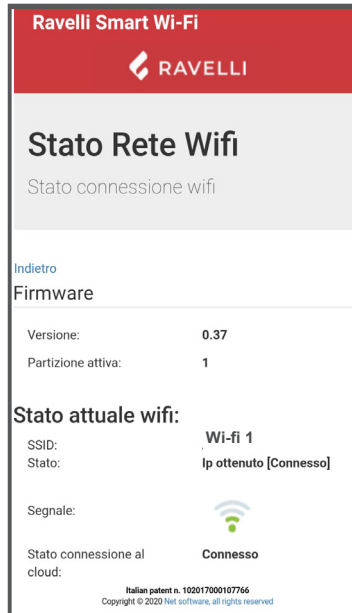 Ravelli Smart Wi-Fi
RAVELLI
Stato Rete Wifi
Stato connessione wifi
Indietro
Firmware
Versione: 0.37
Partizione attiva: 1
Stato attuale wifi:
SSID: Wi-fi 1
Stato: Ip ottenuto [Connesso]
Segnale:
Stato connessione al Connesso
cloud:
Italian patent n. 102017000107766
Copyright © 2020 Net software, all rights reserved